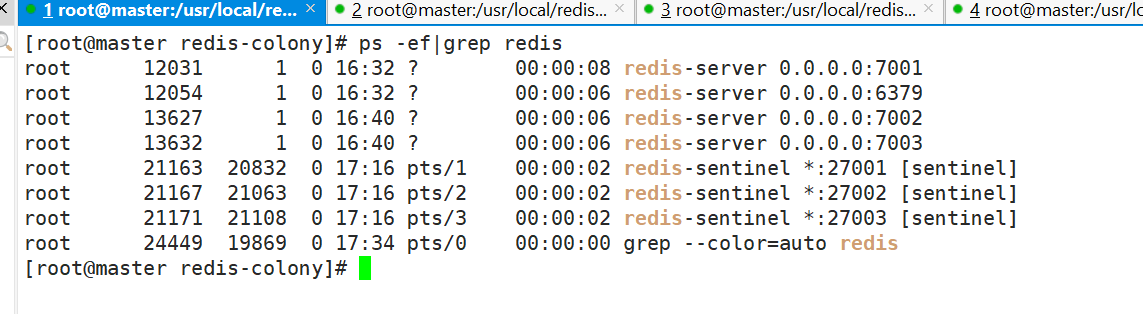 1 root@master:/usr/local/re... × 2 root@master:/usr/local/redis... × 3 root@master:/usr/local/redis... × 4 root@master:/usr/lo
[root@master redis-colony]# ps -ef|grep redis
root      12031      1  0 16:32 ?        00:00:08 redis-server 0.0.0.0:7001
root      12054      1  0 16:32 ?        00:00:06 redis-server 0.0.0.0:6379
root      13627      1  0 16:40 ?        00:00:06 redis-server 0.0.0.0:7002
root      13632      1  0 16:40 ?        00:00:06 redis-server 0.0.0.0:7003
root      21163  20832  0 17:16 pts/1    00:00:02 redis-sentinel *:27001 [sentinel]
root      21167  21063  0 17:16 pts/2    00:00:02 redis-sentinel *:27002 [sentinel]
root      21171  21108  0 17:16 pts/3    00:00:02 redis-sentinel *:27003 [sentinel]
root      24449  19869  0 17:34 pts/0    00:00:00 grep --color=auto redis
[root@master redis-colony]#